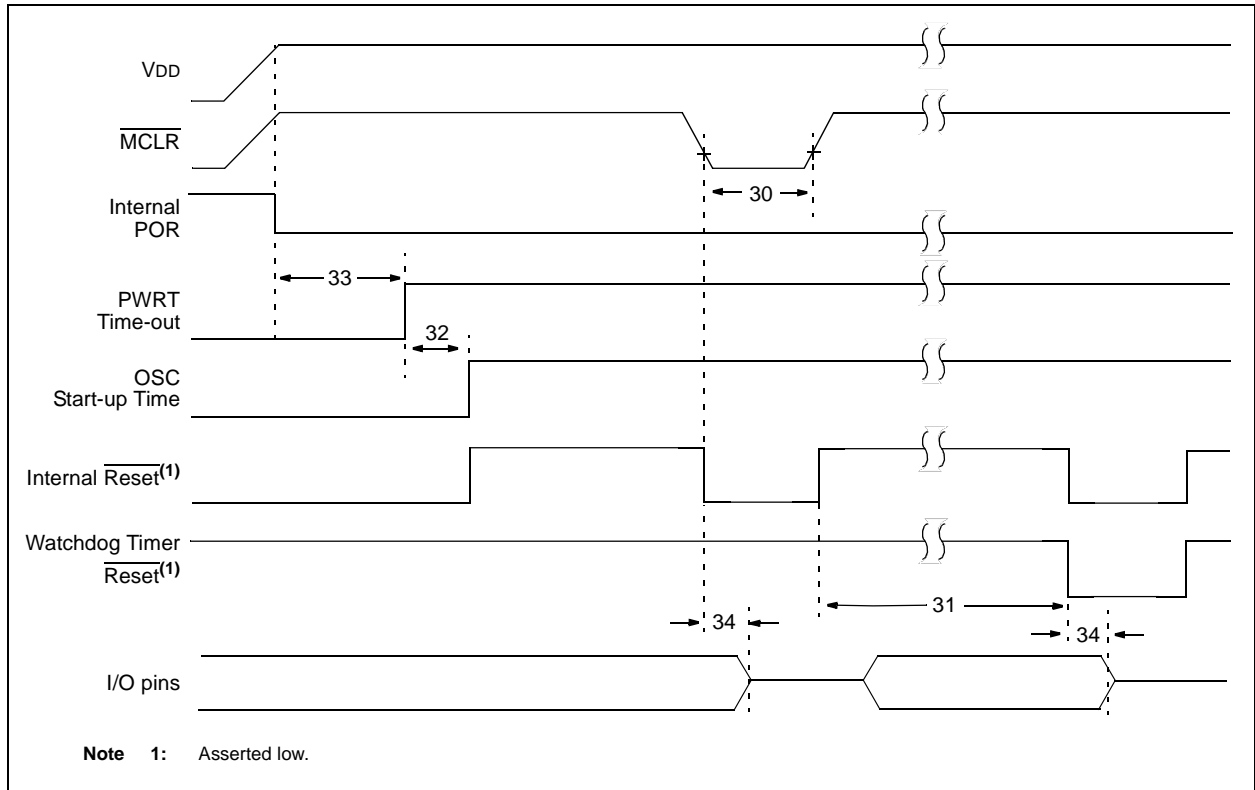 VDD
MCLR
30
Internal
POR
33
PWRT
Time-out
32
OSC
Start-up Time
Internal Reset(1)
Watchdog Timer
Reset(1)
31
34
34
I/O pins
Note 1: Asserted low.